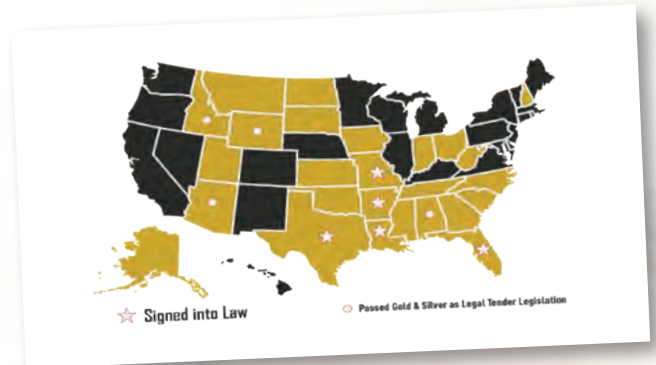 Signed into Law
Passed Gold & Silver as Legal Tender Legislation